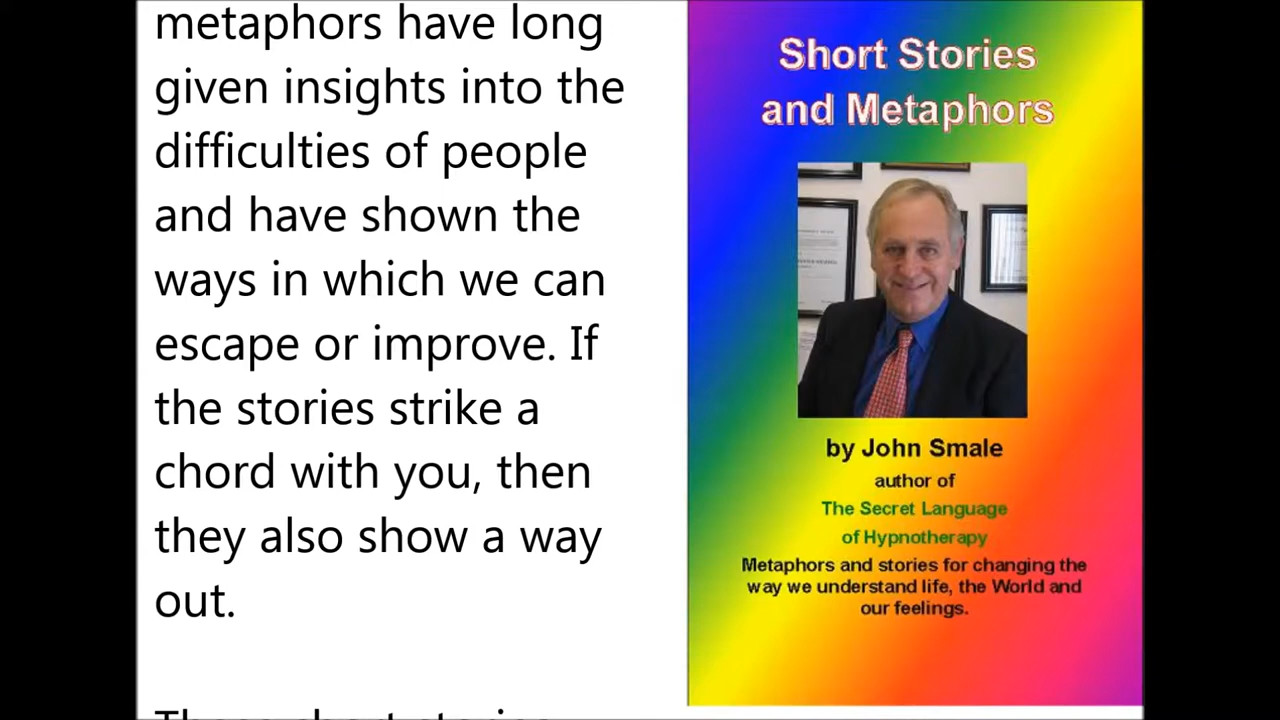 metaphors have long
given insights into the
difficulties of people
and have shown the
ways in which we can
escape or improve. If
the stories strike a
chord with you, then
they also show a way
out.
These short stories
Short Stories
and Metaphors
by John Smale
author of
The Secret Language
of Hypnotherapy
Metaphors and stories for changing the
way we understand life, the World and
our feelings.